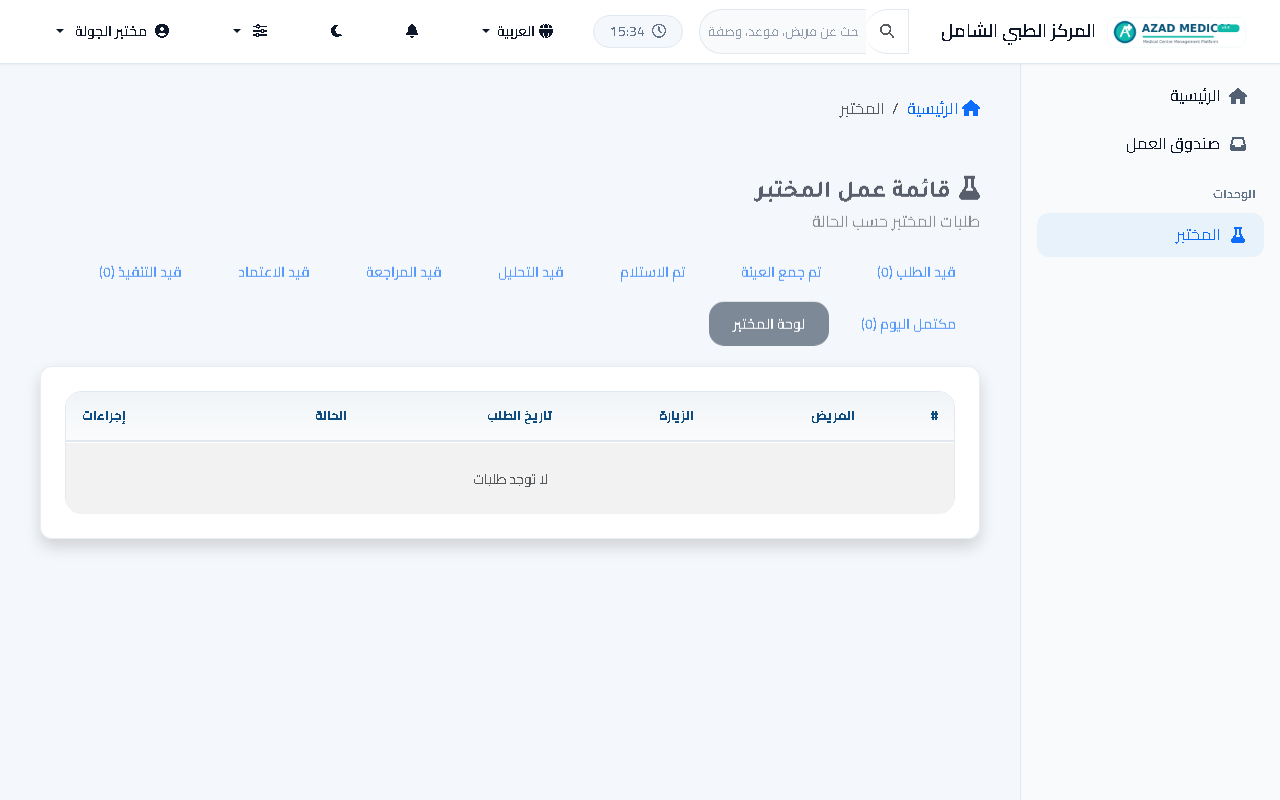 AZAD MEDIC
Medical Centre Management Platform
المركز الطبي الشامل
حث عن مريض، موعد، وصفة
15:34
العربية
مختبر الجولة
الرئيسية
صندوق العمل
الوحدات
المختبر
الرئيسية / المختبر
قائمة عمل المختبر
طلبات المختبر حسب الحالة
قيد الطلب (0) تم جمع العينة تم الاستلام قيد التحليل قيد المراجعة قيد الاعتماد قيد التنفيذ (0)
مكتمل اليوم (0) لوحة المختبر
# المريض الزيارة تاريخ الطلب الحالة إجراءات
لا توجد طلبات